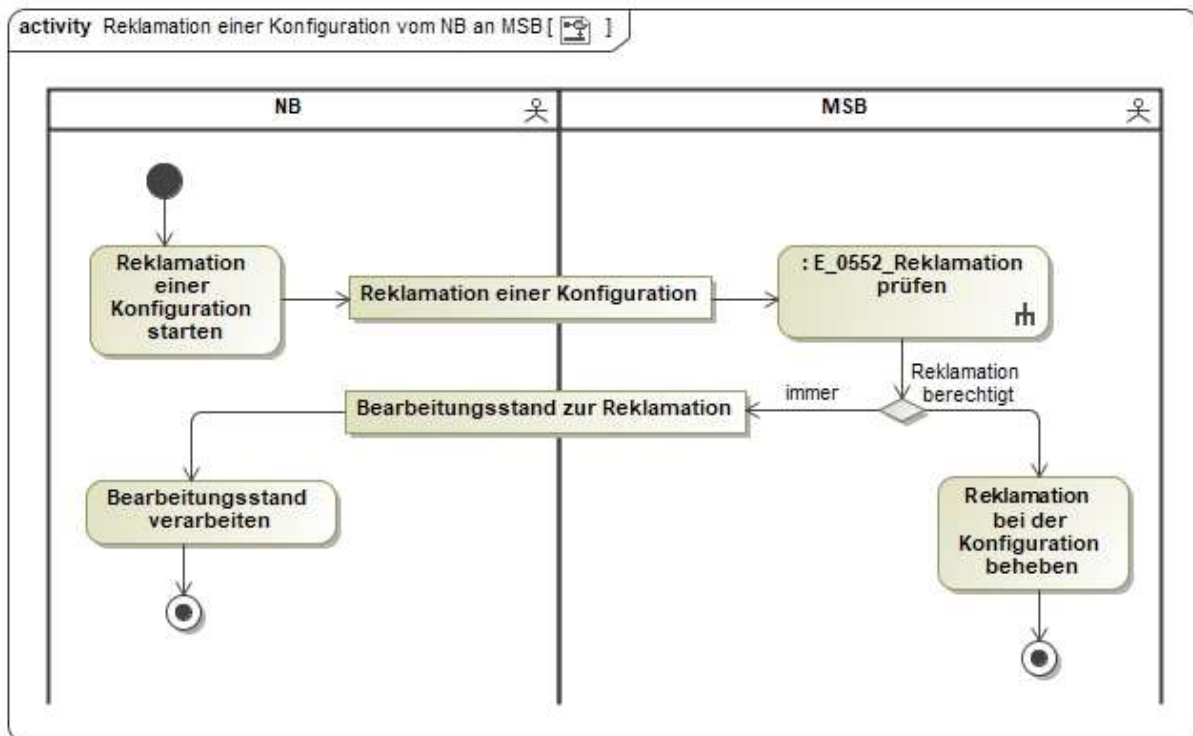 activity Reklamation einer Konfiguration vom NB an MSB [ ]
NB
MSB
Reklamation
einer
Konfiguration
starten
Reklamation einer Konfiguration
: E_0552_Reklamation
prüfen
Reklamation
berechtigt
immer
Bearbeitungsstand zur Reklamation
Bearbeitungsstand
verarbeiten
Reklamation
bei der
Konfiguration
beheben